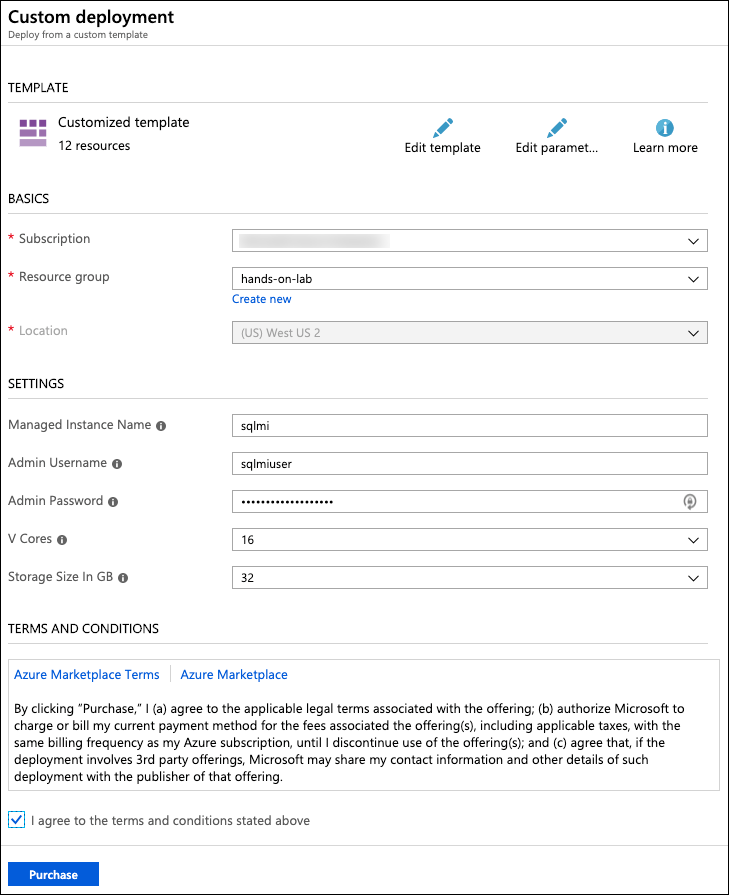 Custom deployment
Deploy from a custom template
TEMPLATE
Customized template
12 resources
Edit template
Edit paramet...
Learn more
BASICS
* Subscription
* Resource group
hands-on-lab
Create new
* Location
(US) West US 2
SETTINGS
Managed Instance Name
sqlmi
Admin Username
sqlmiuser
Admin Password
•••••••••••••••••••
V Cores
16
Storage Size In GB
32
TERMS AND CONDITIONS
Azure Marketplace Terms
Azure Marketplace
By clicking "Purchase," I (a) agree to the applicable legal terms associated with the offering; (b) authorize Microsoft to
charge or bill my current payment method for the fees associated the offering(s), including applicable taxes, with the
same billing frequency as my Azure subscription, until I discontinue use of the offering(s); and (c) agree that, if the
deployment involves 3rd party offerings, Microsoft may share my contact information and other details of such
deployment with the publisher of that offering.
I agree to the terms and conditions stated above
Purchase